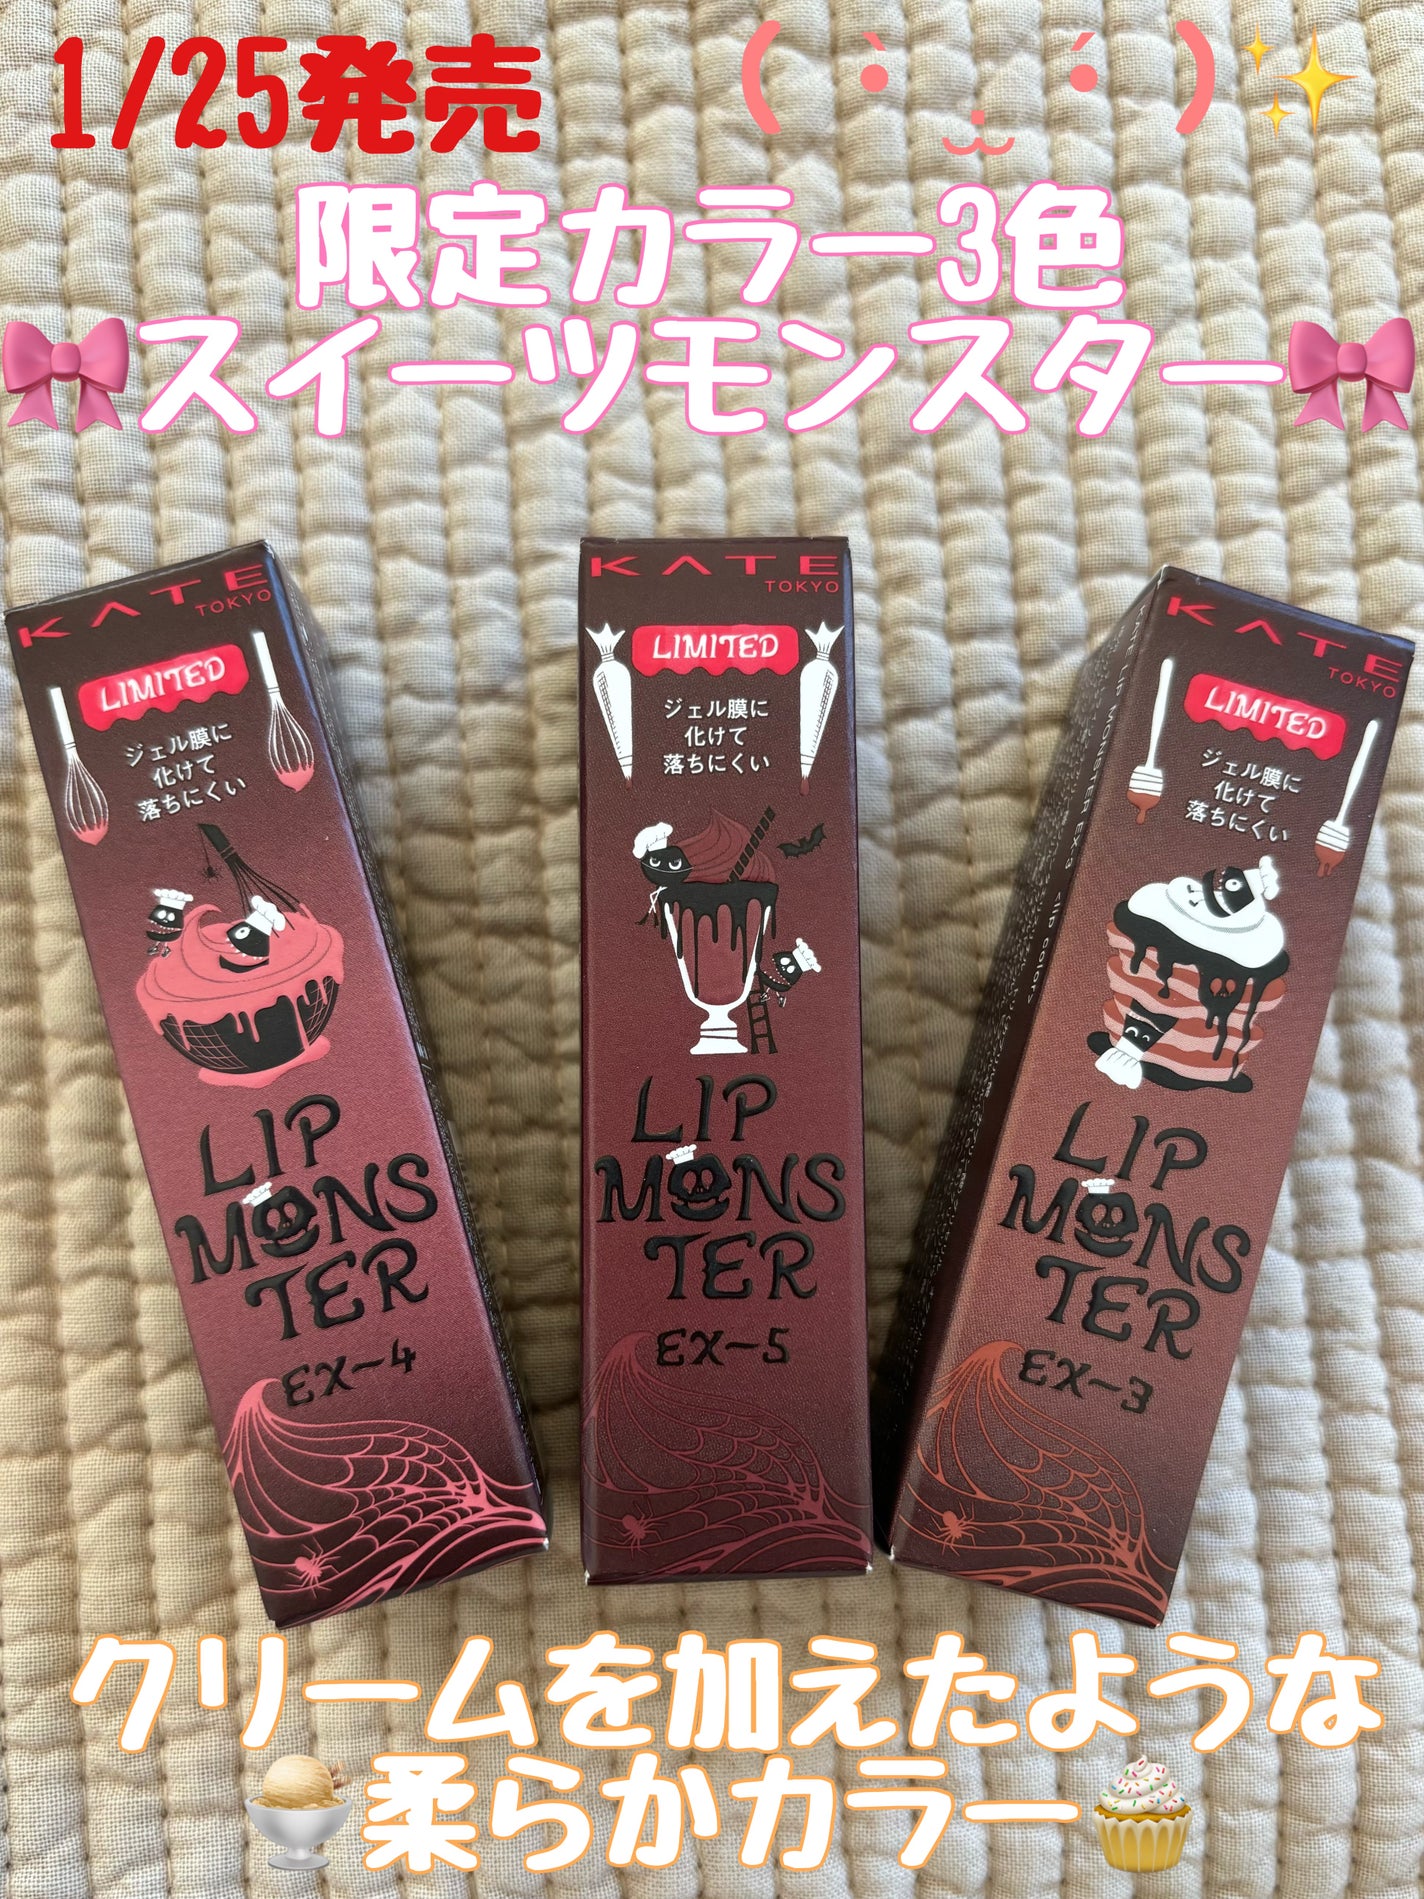 1/25発売
限定カラー3色
スイーツモンスター
KATE
TOKYO
LIMITED
ジェル膜に
化けて
落ちにくい
LIP
MONS
TER
EX-4
KATE
TOKYO
LIMITED
ジェル膜に
化けて
落ちにくい
LIP
MONS
TER
EX-5
KATE
TOKYO
LIMITED
ジェル膜に
化けて
落ちにくい
LIP
MONS
TER
EX-3
クリームを加えたような
柔らかカラー